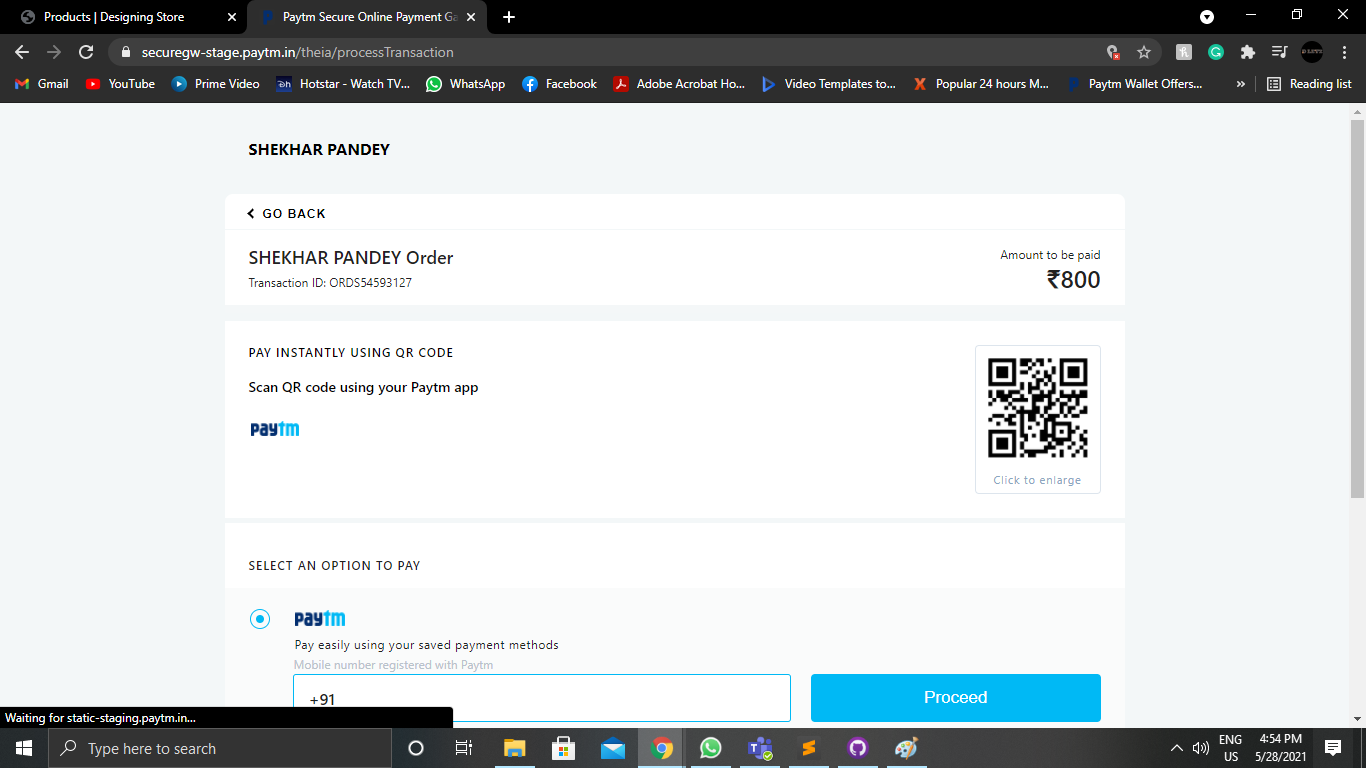 Products | Designing Store
Paytm Secure Online Payment Ga
securegw-stage.paytm.in/theia/processTransaction
Gmail
YouTube
Prime Video
Hotstar - Watch TV...
WhatsApp
Facebook
Adobe Acrobat Ho...
Video Templates to...
Popular 24 hours M...
Paytm Wallet Offers...
»
Reading list
SHEKHAR PANDEY
GO BACK
SHEKHAR PANDEY Order
Transaction ID: ORDS54593127
Amount to be paid
₹800
PAY INSTANTLY USING QR CODE
Scan QR code using your Paytm app
paytm
Click to enlarge
SELECT AN OPTION TO PAY
paytm
Pay easily using your saved payment methods
Mobile number registered with Paytm
+91
Proceed
Waiting for static-staging.paytm.in...
Type here to search
ENG
US
4:54 PM
5/28/2021